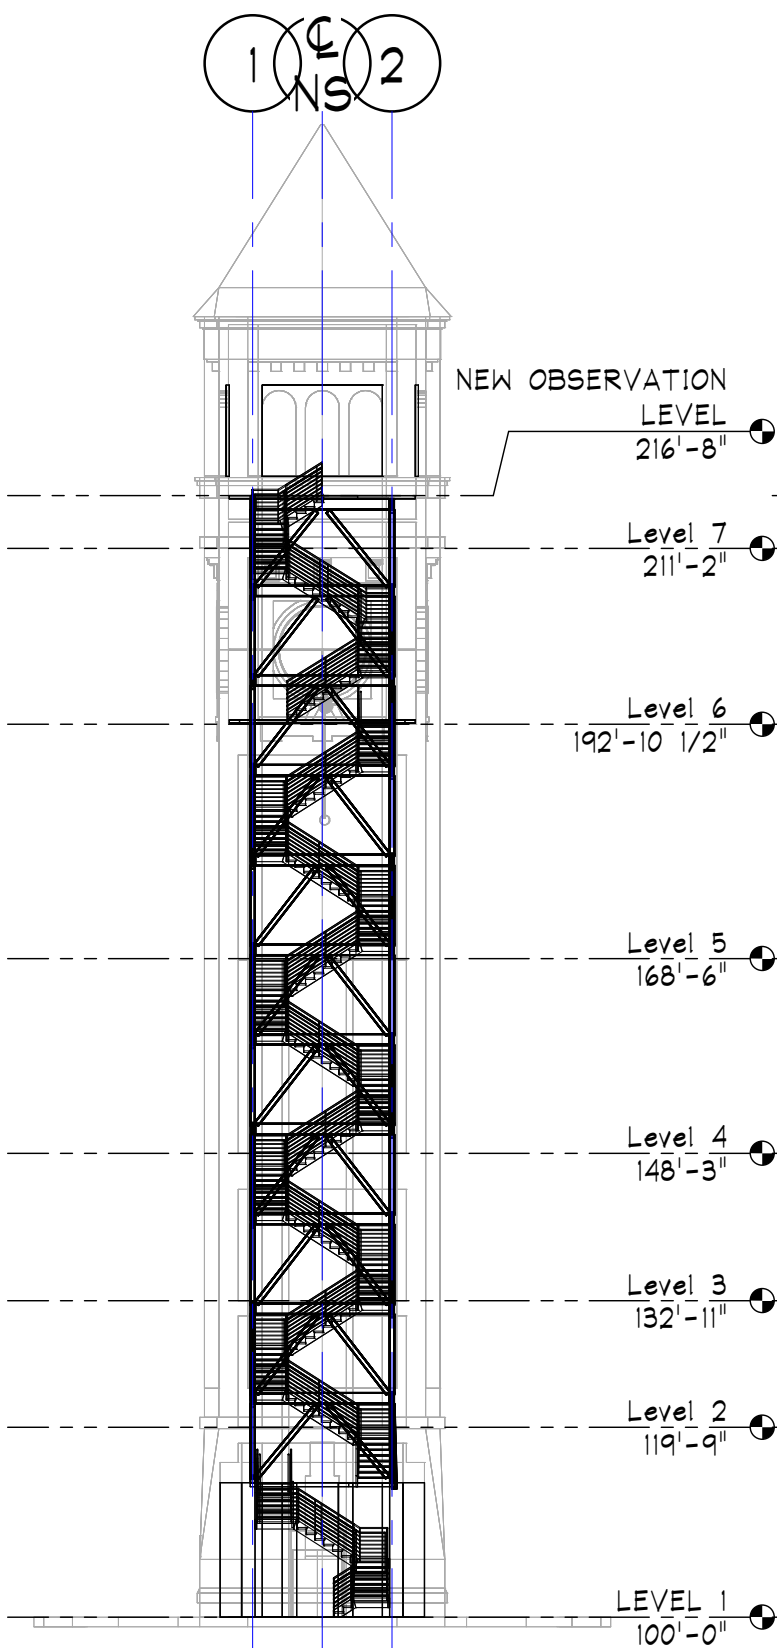 1 ℄ 2
NS
NEW OBSERVATION
LEVEL
216'-8"
Level 7
211'-2"
Level 6
192'-10 1/2"
Level 5
168'-6"
Level 4
148'-3"
Level 3
132'-11"
Level 2
119'-9"
LEVEL 1
100'-0"